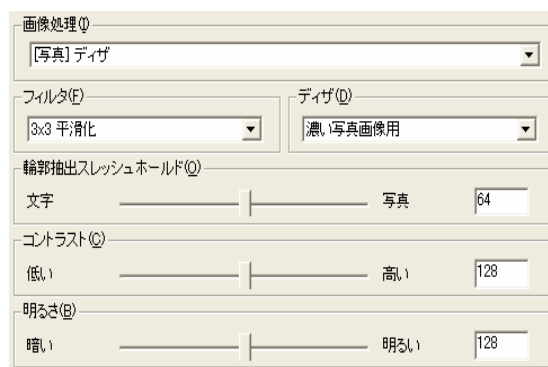 画像処理(I)
[写真] ディザ
フィルタ(F) ディザ(D)
3x3 平滑化 濃い写真画像用
輪郭抽出スレッシュホールド(O)
文字 写真 64
コントラスト(C)
低い 高い 128
明るさ(B)
暗い 明るい 128